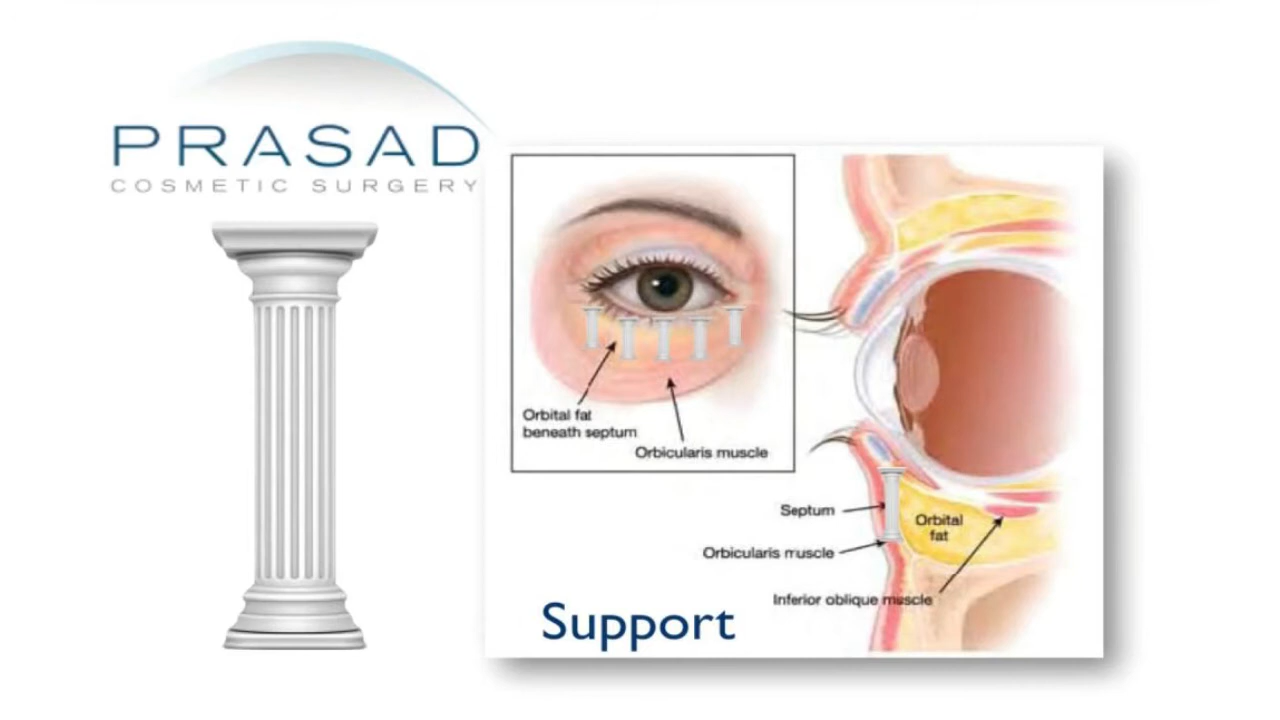 PRASAD
COSMETIC SURGERY
Orbital fat
beneath septum
Orbicularis muscle
Septum
Orbital
fat
Orbicularis muscle
Inferior oblique muscle
Support